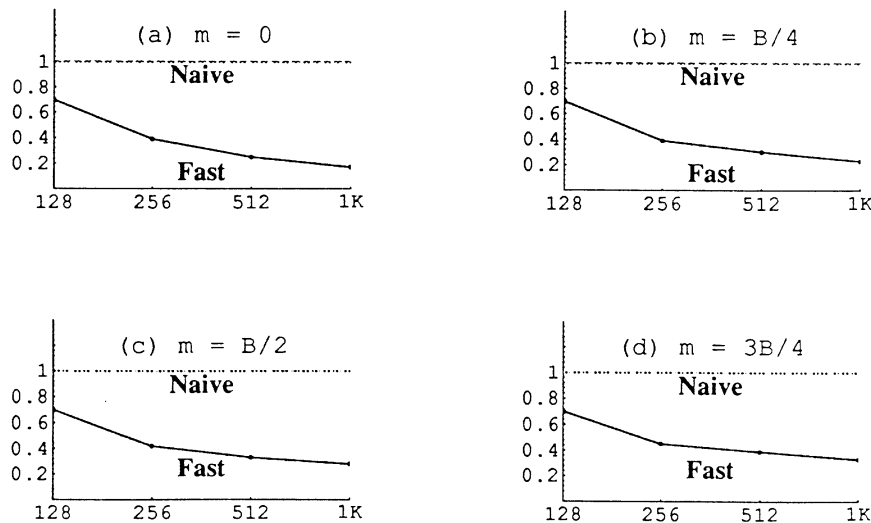 (a) m = 0
1
Naive
0.8
0.6
0.4
0.2
Fast
128 256 512 1K
(b) m = B/4
1
Naive
0.8
0.6
0.4
0.2
Fast
128 256 512 1K
(c) m = B/2
1
Naive
0.8
0.6
0.4
0.2
Fast
128 256 512 1K
(d) m = 3B/4
1
Naive
0.8
0.6
0.4
0.2
Fast
128 256 512 1K